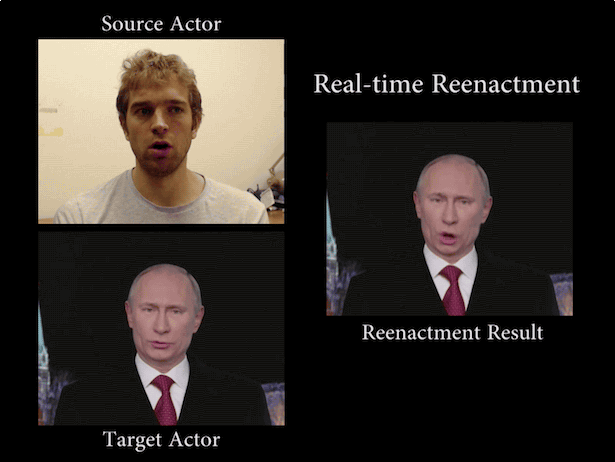 Source Actor
Real-time Reenactment
Reenactment Result
Target Actor